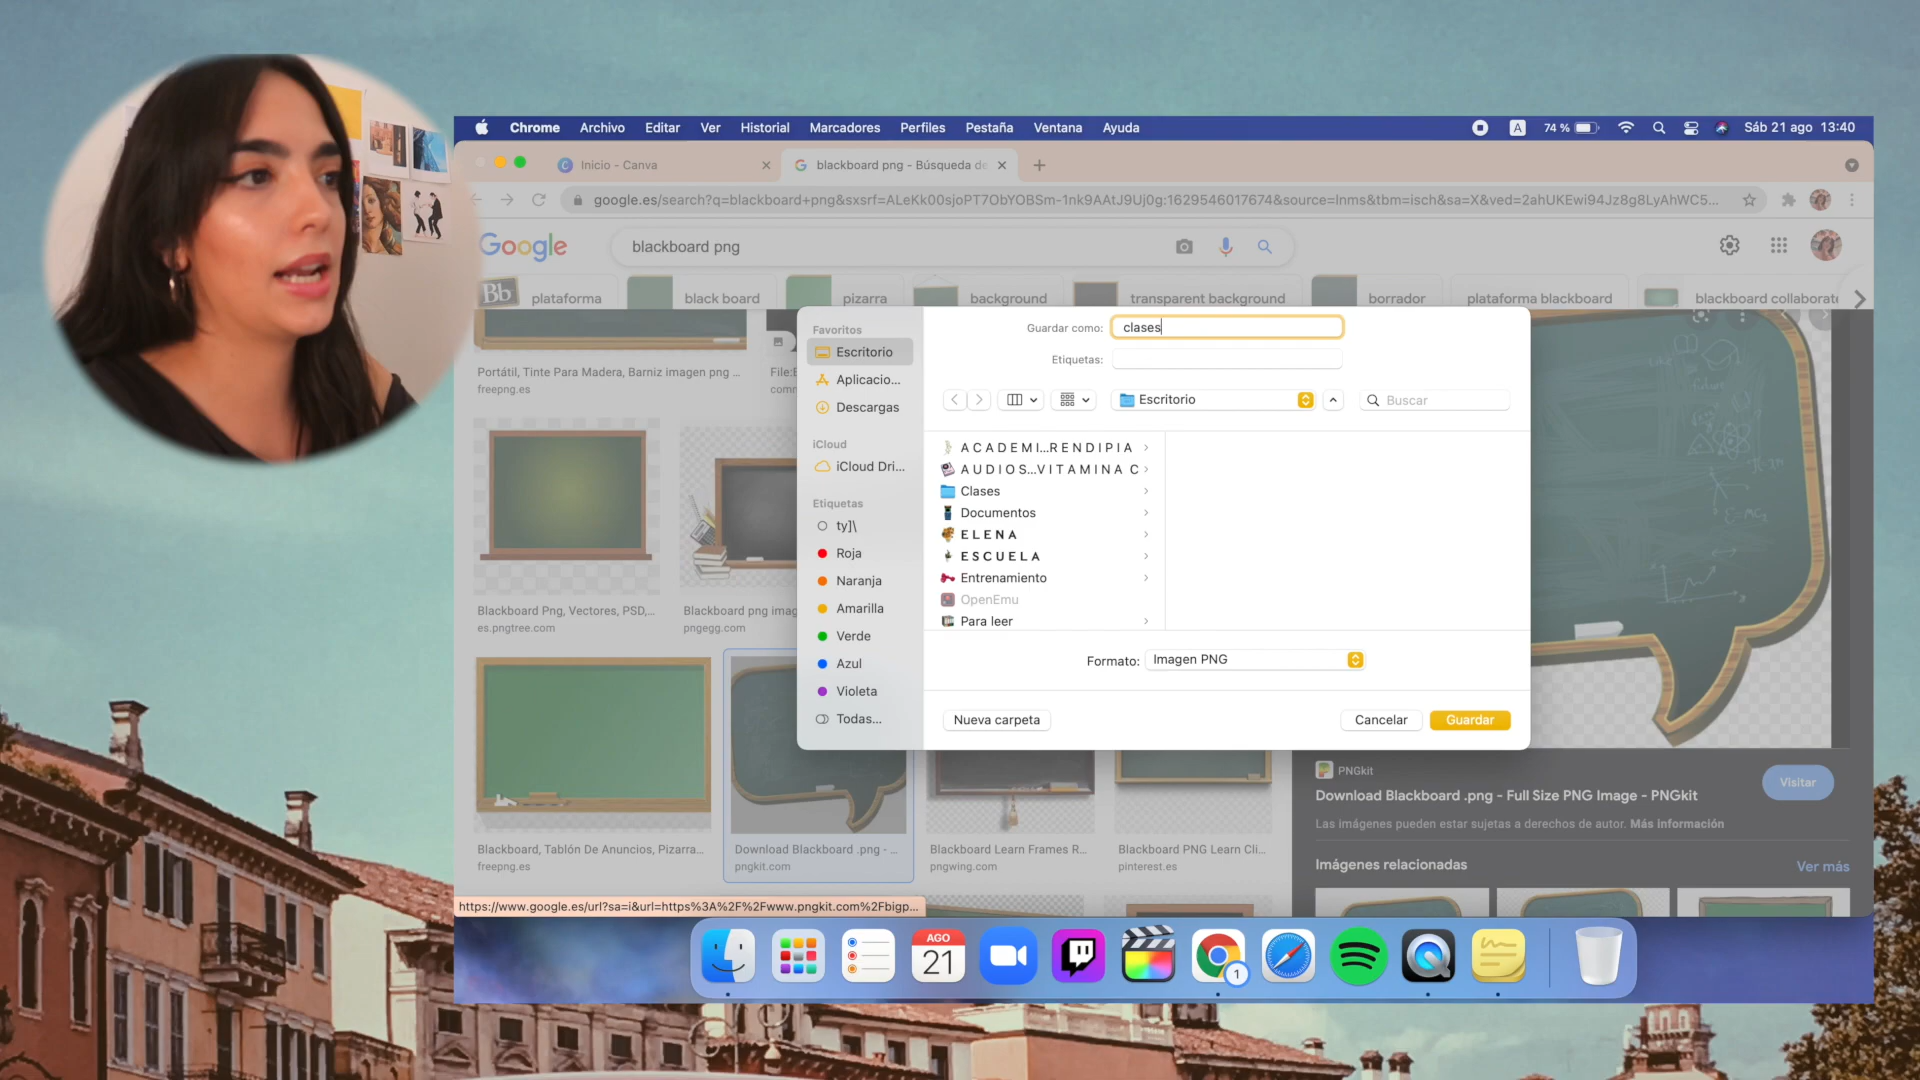 Chrome Archivo Editar Ver Historial Marcadores Perfiles Pestaña Ventana Ayuda
A 74 % Sáb 21 ago 13:40
Inicio - Canva
blackboard png - Búsqueda de
google.es/search?q=blackboard+png&sxsrf=ALeKk00sjoPT7ObYOBSm-1nk9AAtJ9Uj0g:1629546017674&source=lnms&tbm=isch&sa=X&ved=2ahUKEwi94Jz8g8LyAhWC5...
Google
blackboard png
Bb plataforma
black board
pizarra
background
transparent background
borrador
plataforma blackboard
blackboard collaborate
Portátil, Tinte Para Madera, Barniz imagen png ...
freepng.es
File:B
comm
Favoritos
Escritorio
Aplicacio...
Descargas
iCloud
iCloud Dri...
Etiquetas
ty]\
Roja
Naranja
Amarilla
Verde
Azul
Violeta
Todas...
Guardar como: clases
Etiquetas:
Escritorio
Buscar
ACADEMI...RENDIPIA
AUDIOS...VITAMINA C
Clases
Documentos
ELENA
ESCUELA
Entrenamiento
OpenEmu
Para leer
Formato: Imagen PNG
Nueva carpeta
Cancelar
Guardar
Blackboard Png, Vectores, PSD,...
es.pngtree.com
Blackboard png imag
pngegg.com
Blackboard, Tablón De Anuncios, Pizarra...
freepng.es
Download Blackboard .png - ...
pngkit.com
Blackboard Learn Frames R...
pngwing.com
Blackboard PNG Learn Cli...
pinterest.es
PNGkit
Download Blackboard .png - Full Size PNG Image - PNGkit
Visitar
Las imágenes pueden estar sujetas a derechos de autor. Más información
Imágenes relacionadas
Ver más
https://www.google.es/url?sa=i&url=https%3A%2F%2Fwww.pngkit.com%2Fbigp...
AGO
21
1